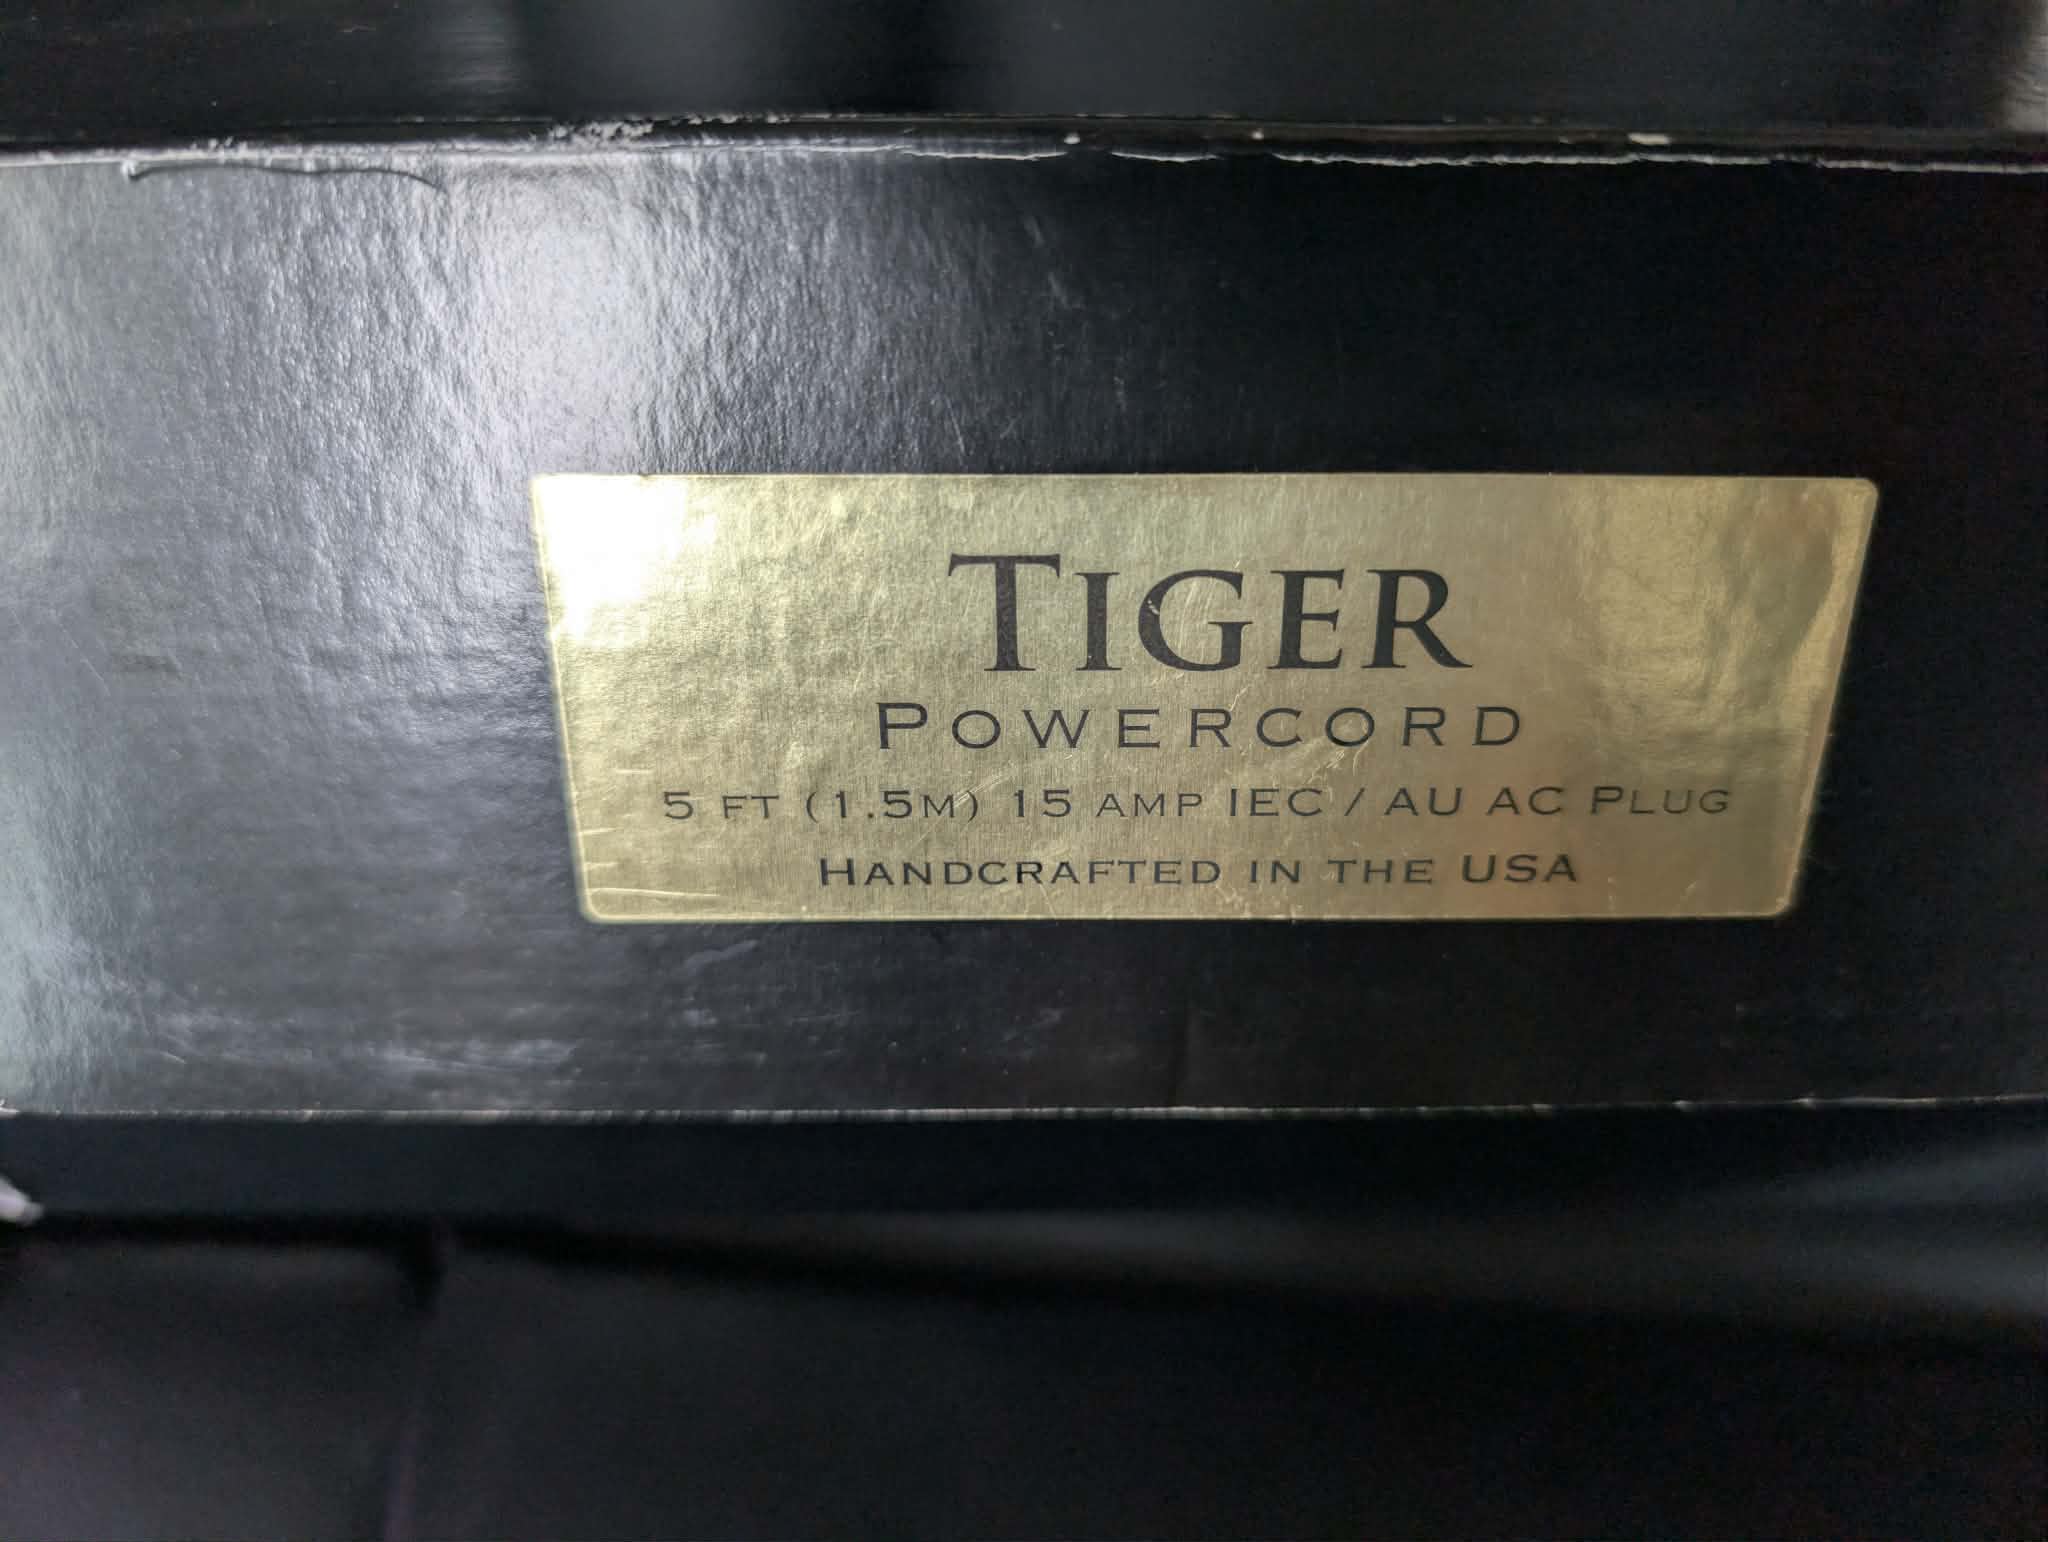 TIGER
POWERCORD
5 FT (1.5M) 15 AMP IEC / AU AC PLUG
HANDCRAFTED IN THE USA